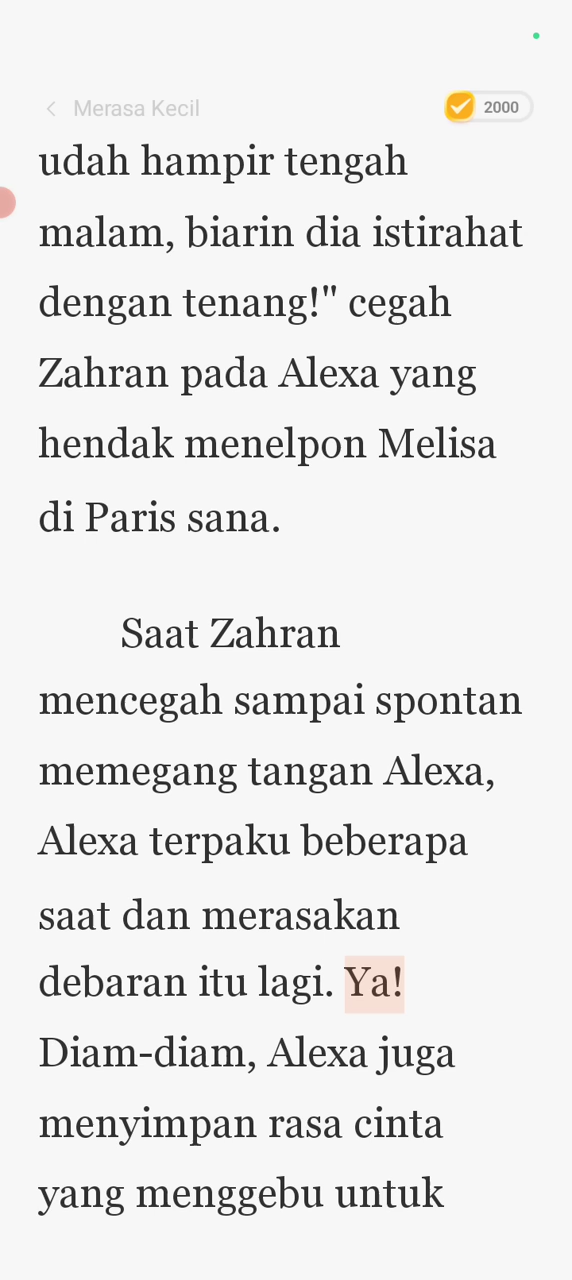 Merasa Kecil
2000
udah hampir tengah
malam, biarin dia istirahat
dengan tenang!" cegah
Zahran pada Alexa yang
hendak menelpon Melisa
di Paris sana.
Saat Zahran
mencegah sampai spontan
memegang tangan Alexa,
Alexa terpaku beberapa
saat dan merasakan
debaran itu lagi. Ya!
Diam-diam, Alexa juga
menyimpan rasa cinta
yang menggebu untuk